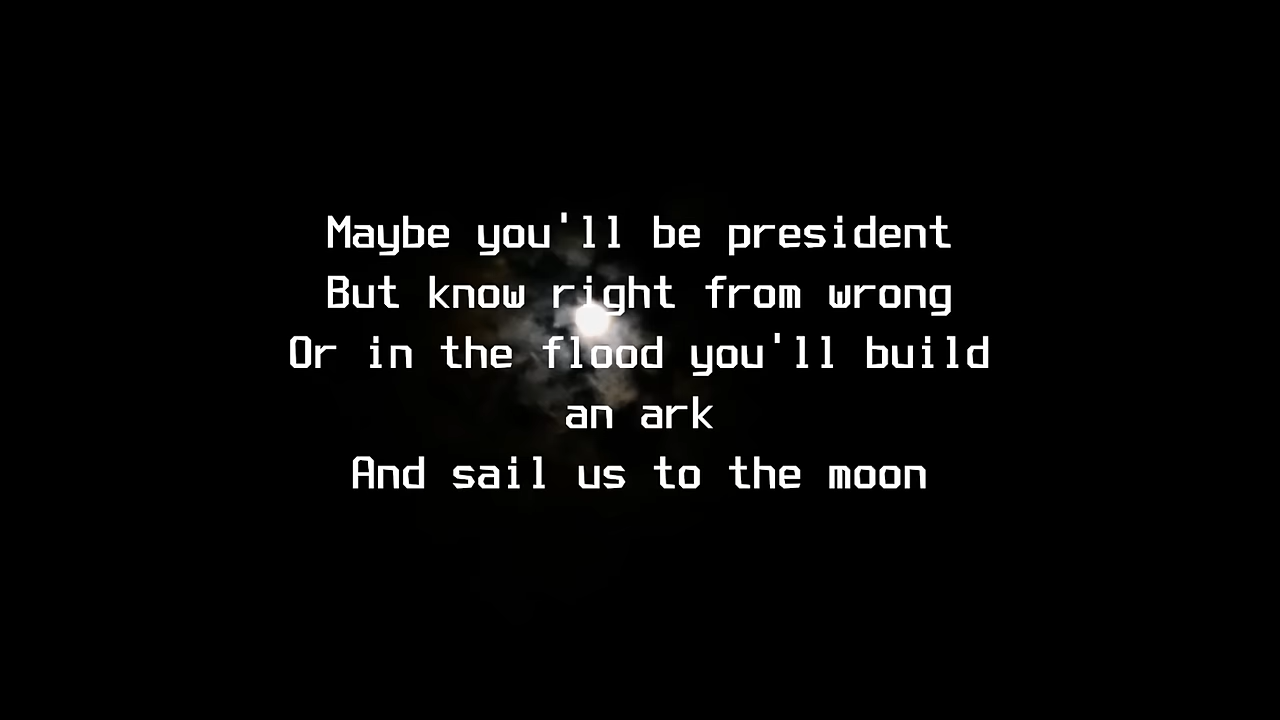 Maybe you'll be president
But know right from wrong
Or in the flood you'll build
an ark
And sail us to the moon